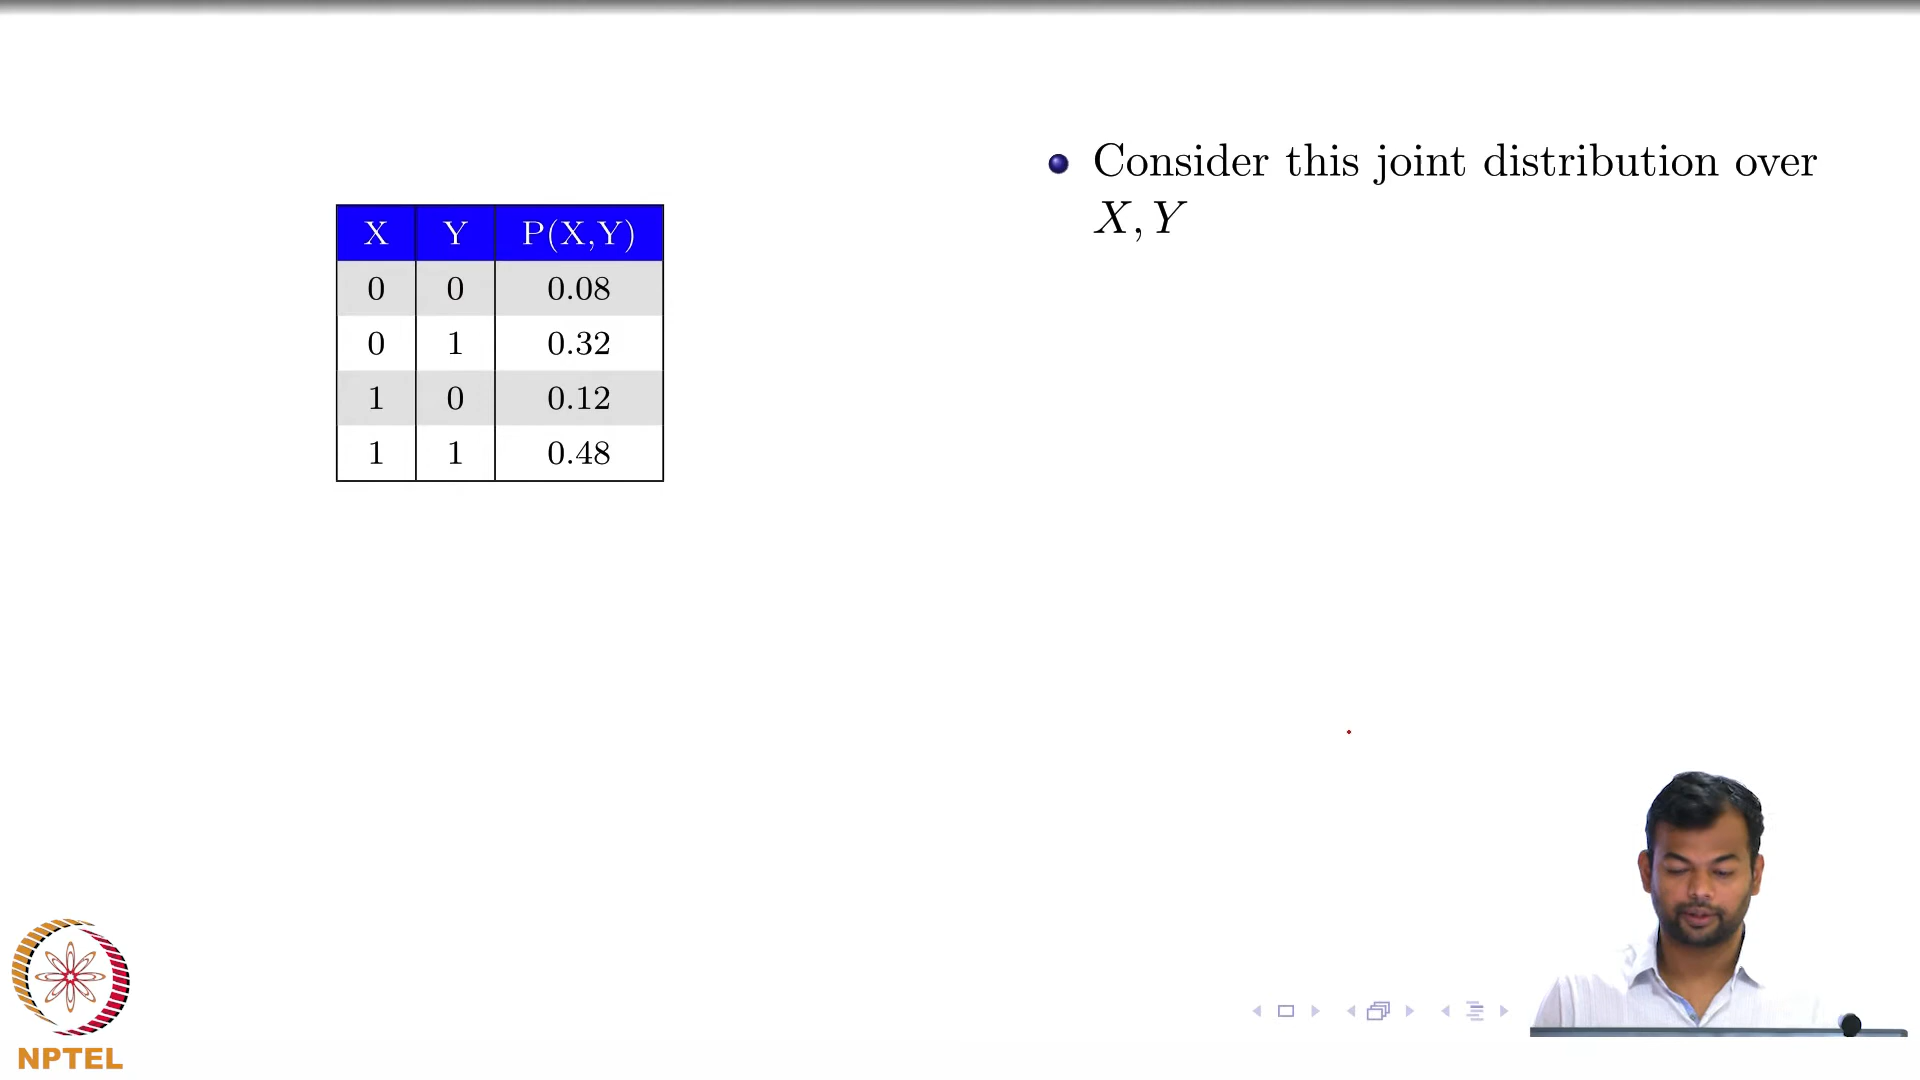 X Y P(X,Y)
0 0 0.08
0 1 0.32
1 0 0.12
1 1 0.48
Consider this joint distribution over
X, Y
NPTEL